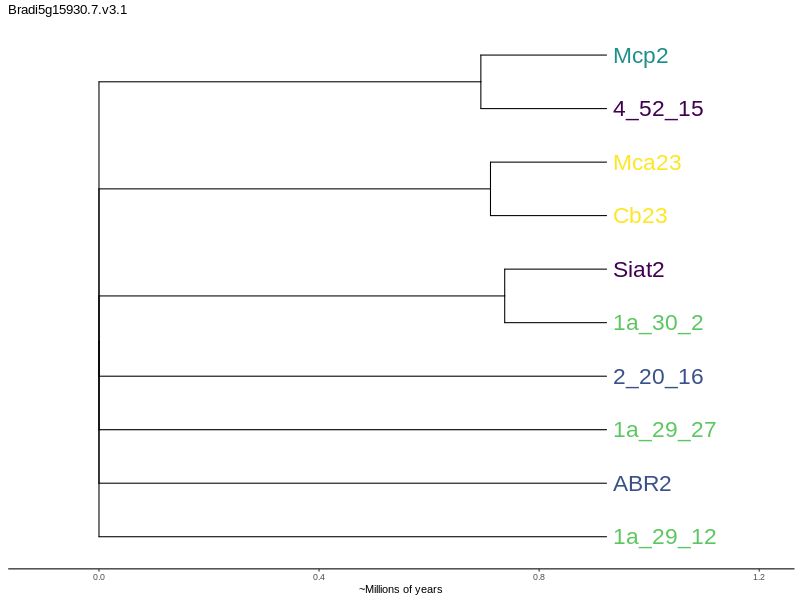 Bradi5g15930.7.v3.1
Mcp2
4_52_15
Mca23
Cb23
Siat2
1a_30_2
2_20_16
1a_29_27
ABR2
1a_29_12
0.0 0.4 0.8 1.2
~Millions of years